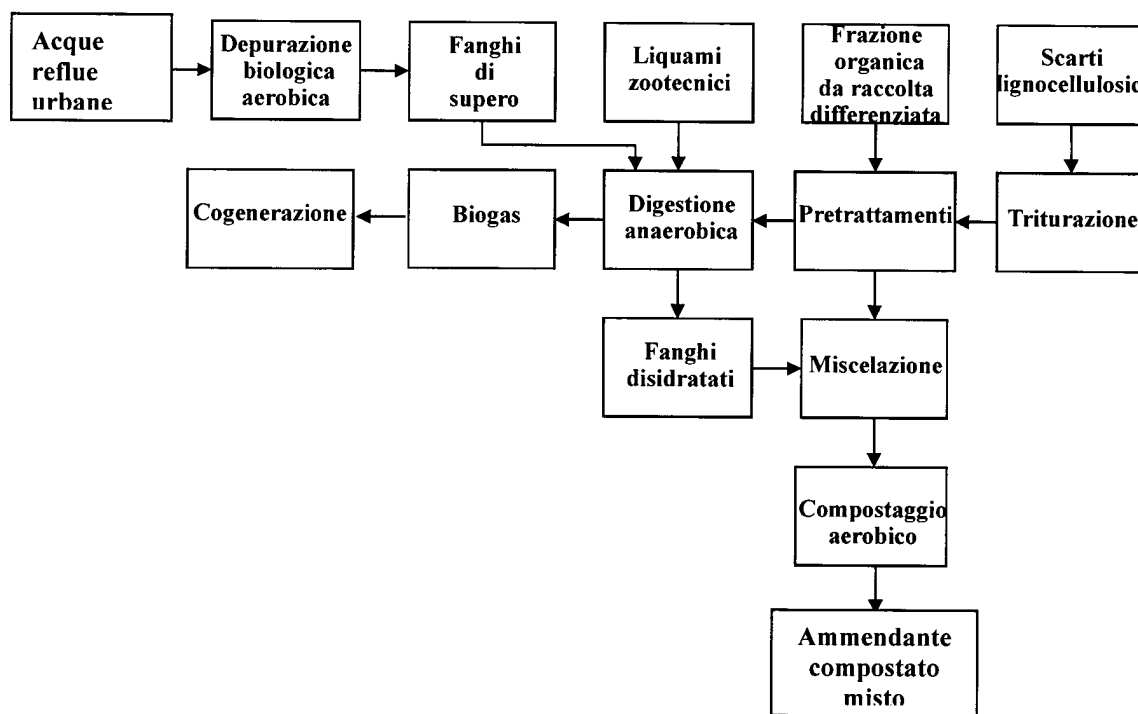 Acque
reflue
urbane
Depurazione
biologica
aerobica
Fanghi
di
supero
Liquami
zootecnici
Frazione
organica
da raccolta
differenziata
Scarti
lignocellulosic
Cogenerazione
Biogas
Digestione
anaerobica
Pretrattamenti
Triturazione
Fanghi
disidratati
Miscelazione
Compostaggio
aerobico
Ammendante
compostato
misto